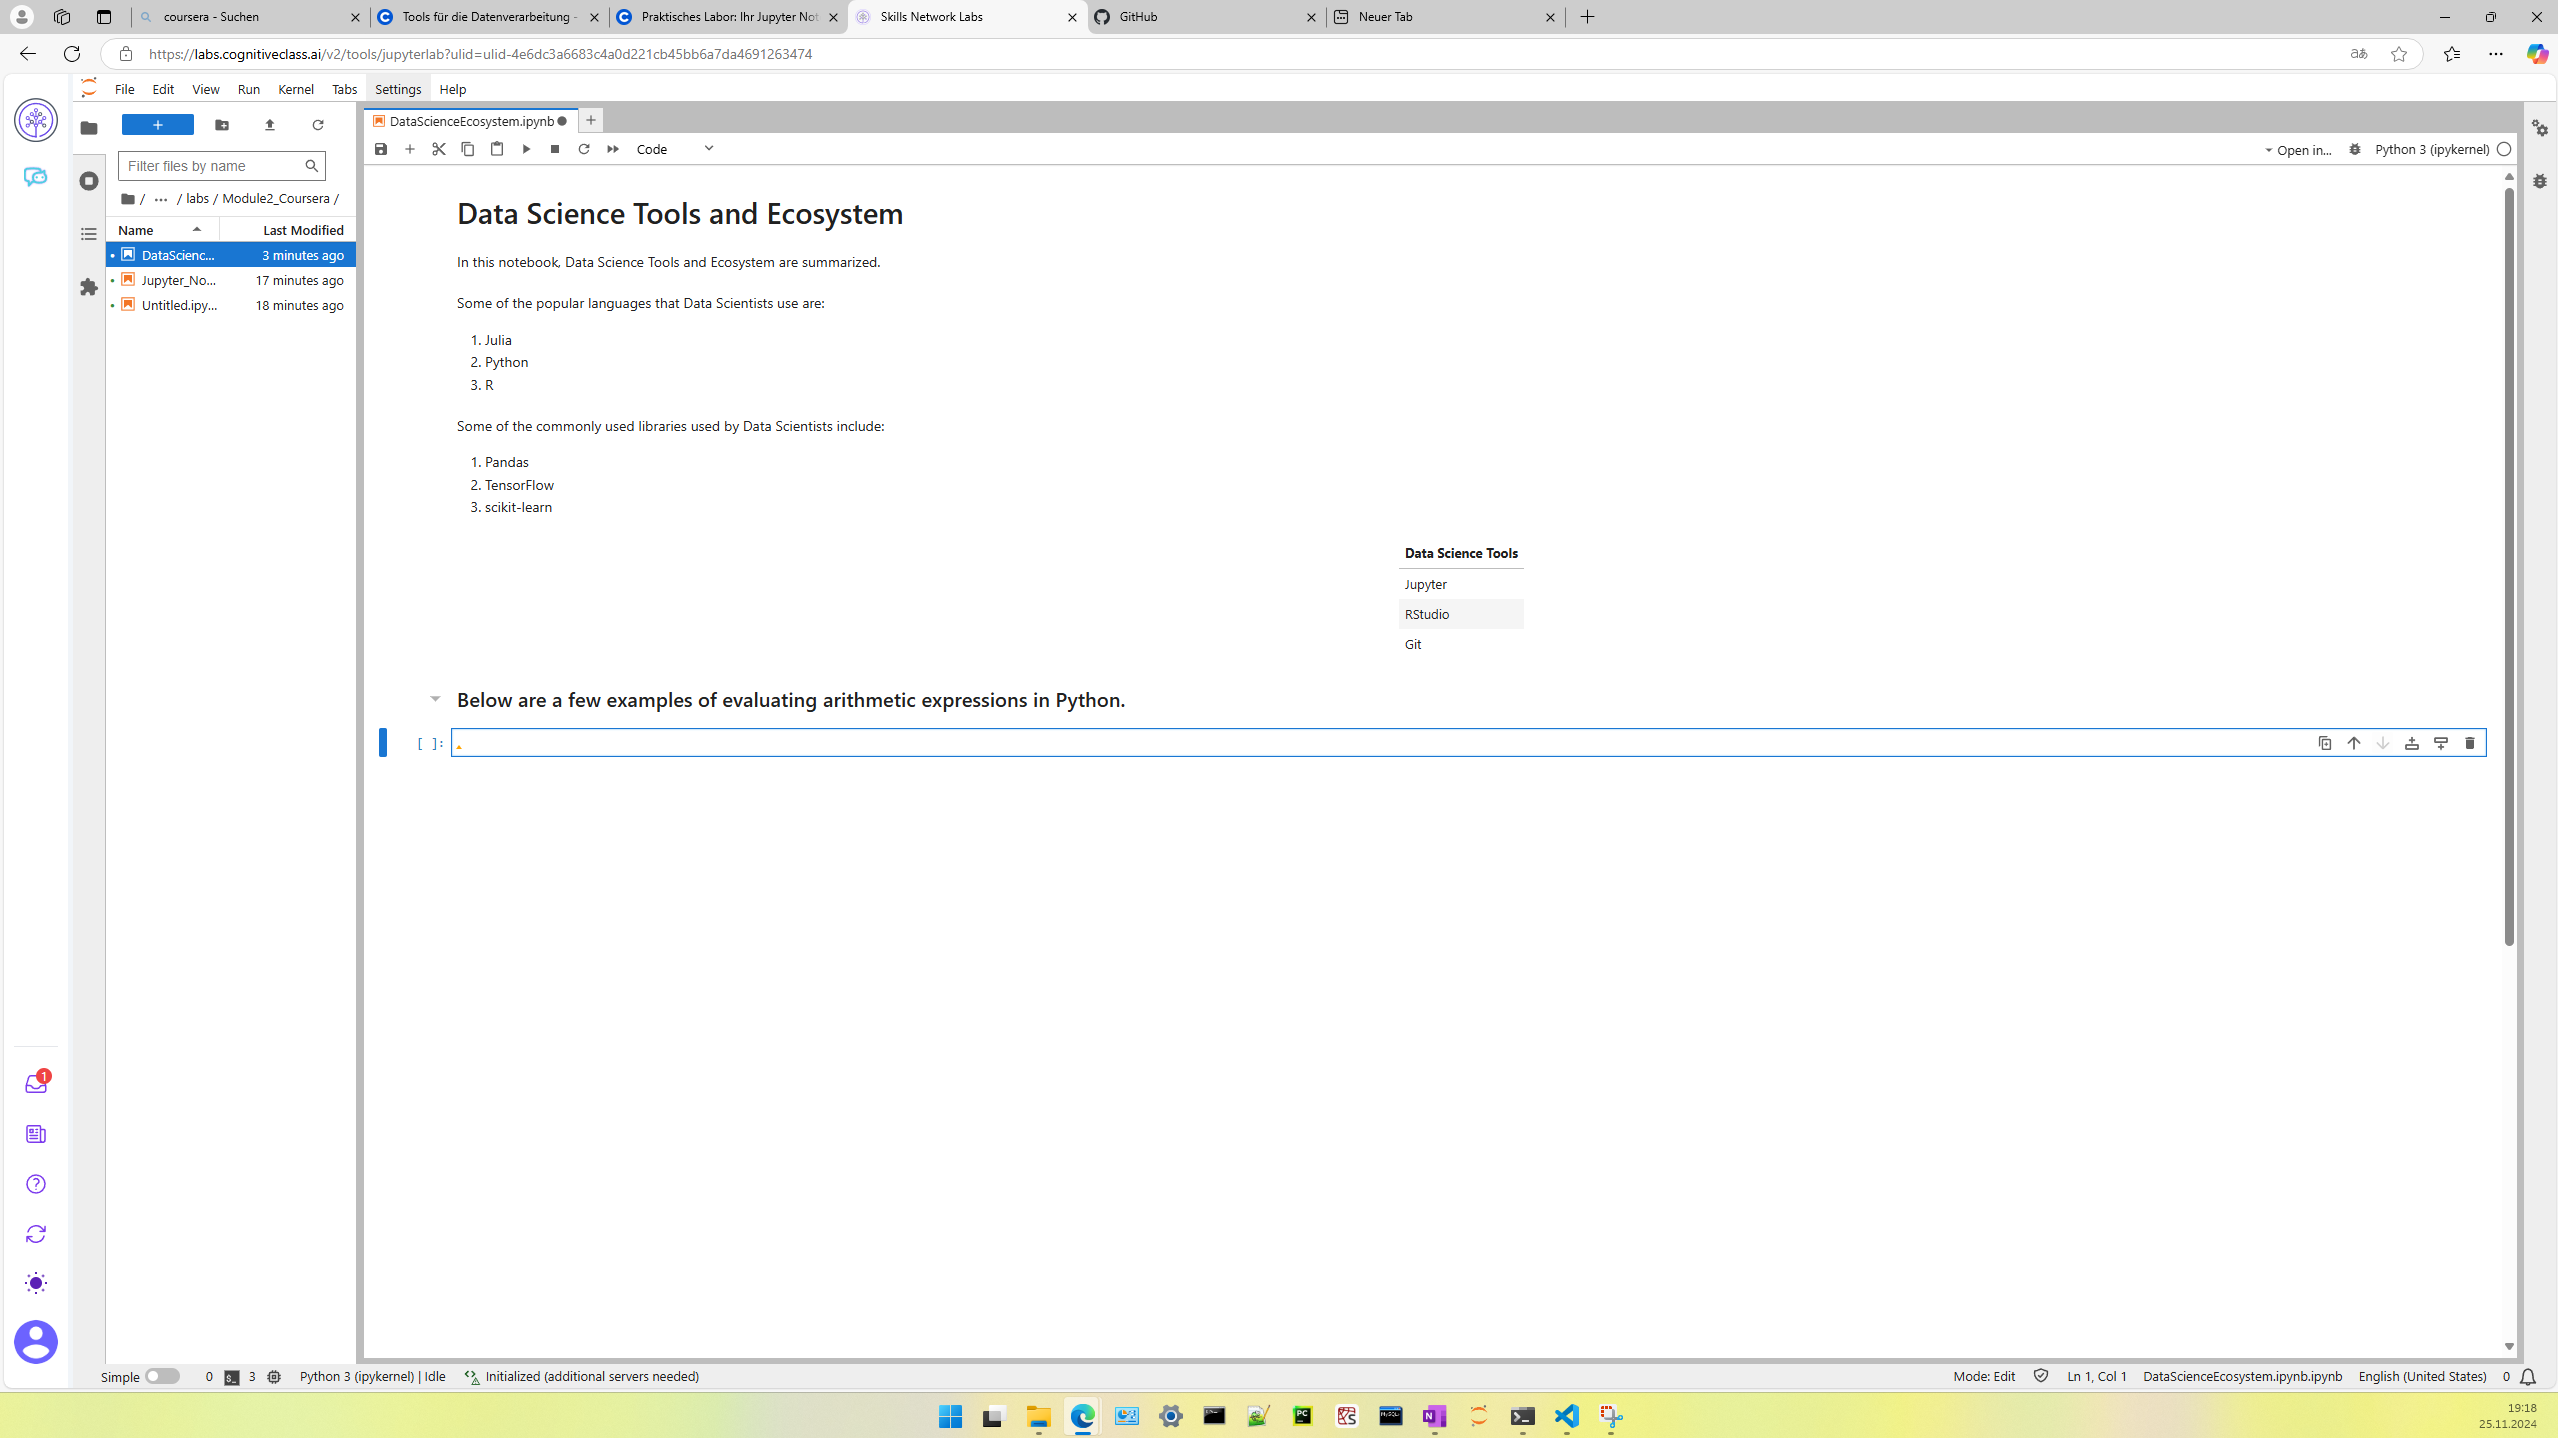 coursera - Suchen
Tools für die Datenverarbeitung -
Praktisches Labor: Ihr Jupyter Not
Skills Network Labs
GitHub
Neuer Tab
https://labs.cognitiveclass.ai/v2/tools/jupyterlab?ulid=ulid-4e6dc3a6683c4a0d221cb45bb6a7da4691263474
File Edit View Run Kernel Tabs Settings Help
Filter files by name
/ ... / labs / Module2_Coursera /
Name Last Modified
DataScienc... 3 minutes ago
Jupyter_No... 17 minutes ago
Untitled.ipy... 18 minutes ago
DataScienceEcosystem.ipynb
Code
Open in...
Python 3 (ipykernel)
Data Science Tools and Ecosystem
In this notebook, Data Science Tools and Ecosystem are summarized.
Some of the popular languages that Data Scientists use are:
1. Julia
2. Python
3. R
Some of the commonly used libraries used by Data Scientists include:
1. Pandas
2. TensorFlow
3. scikit-learn
Data Science Tools
Jupyter
RStudio
Git
Below are a few examples of evaluating arithmetic expressions in Python.
[ ]:
1
Simple 0 $_ 3 Python 3 (ipykernel) | Idle Initialized (additional servers needed)
Mode: Edit Ln 1, Col 1 DataScienceEcosystem.ipynb.ipynb English (United States) 0
PC
MySQL
N
19:18
25.11.2024